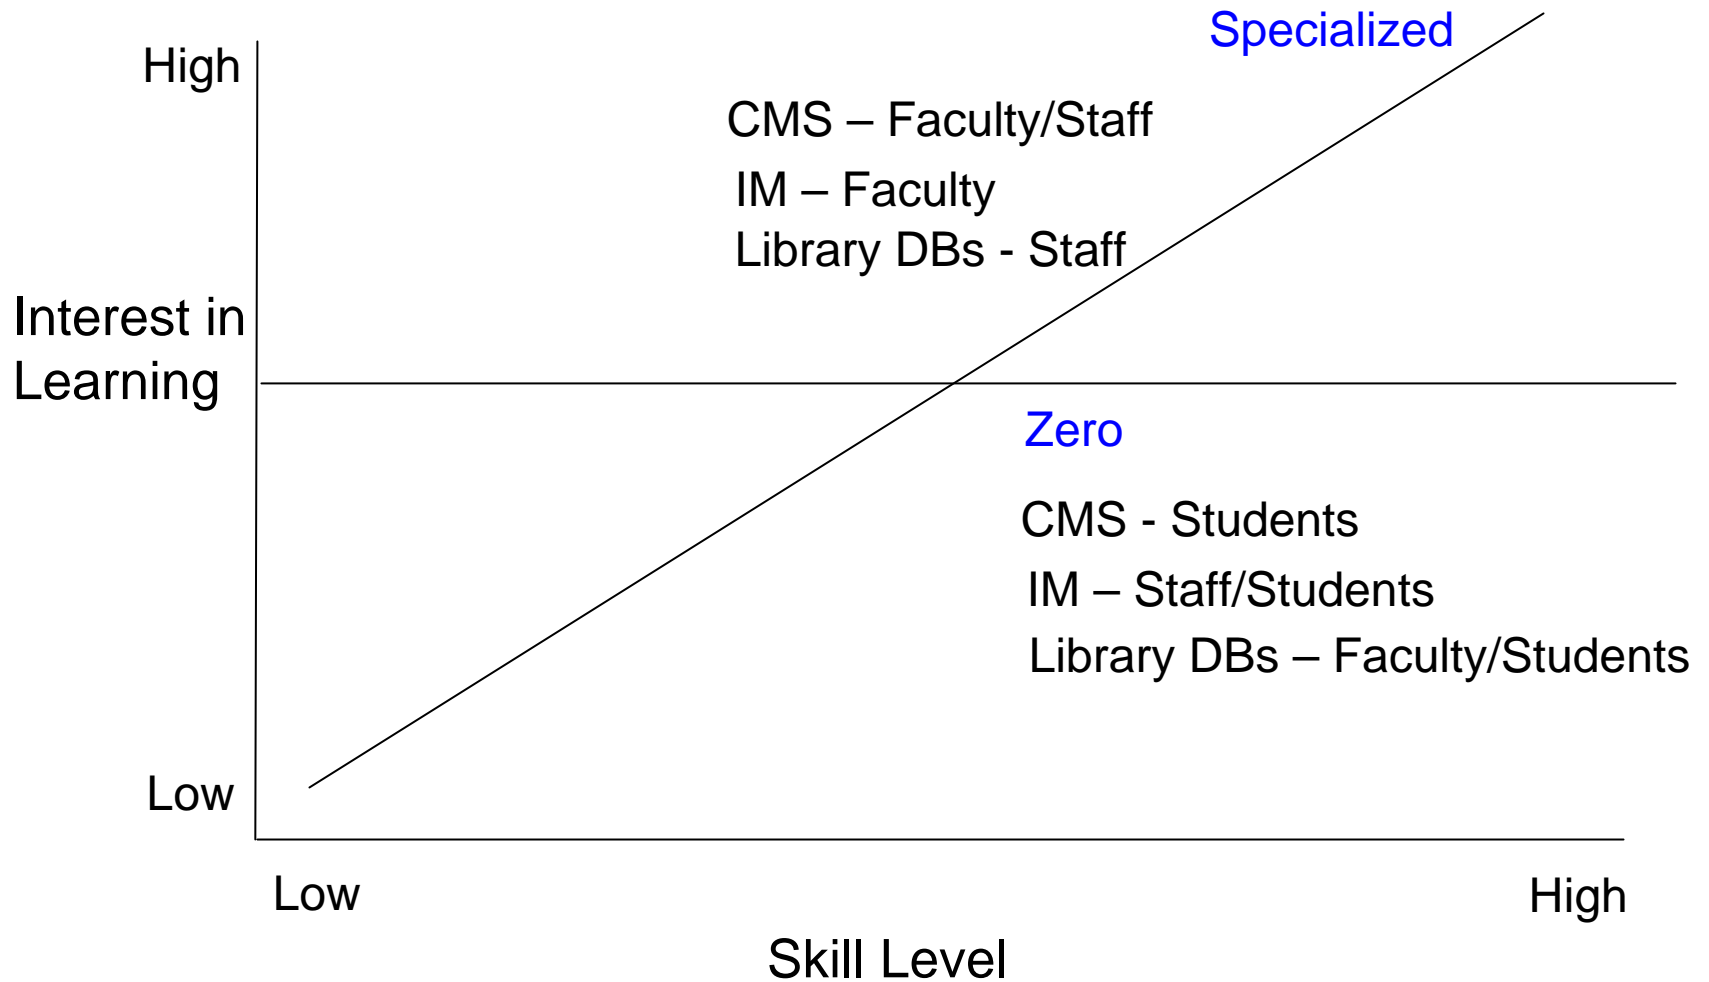 Specialized
High
CMS – Faculty/Staff
IM – Faculty
Library DBs - Staff
Interest in
Learning
Zero
CMS - Students
IM – Staff/Students
Library DBs – Faculty/Students
Low
Low
High
Skill Level